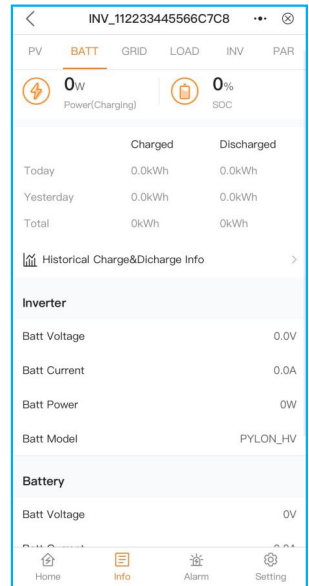 INV_112233445566C7C8
PV BATT GRID LOAD INV PAR
0W 0%
Power(Charging) SOC
Charged Discharged
Today 0.0kWh 0.0kWh
Yesterday 0.0kWh 0.0kWh
Total 0kWh 0kWh
Historical Charge&Dicharge Info
Inverter
Batt Voltage 0.0V
Batt Current 0.0A
Batt Power 0W
Batt Model PYLON_HV
Battery
Batt Voltage 0V
Home Info Alarm Setting